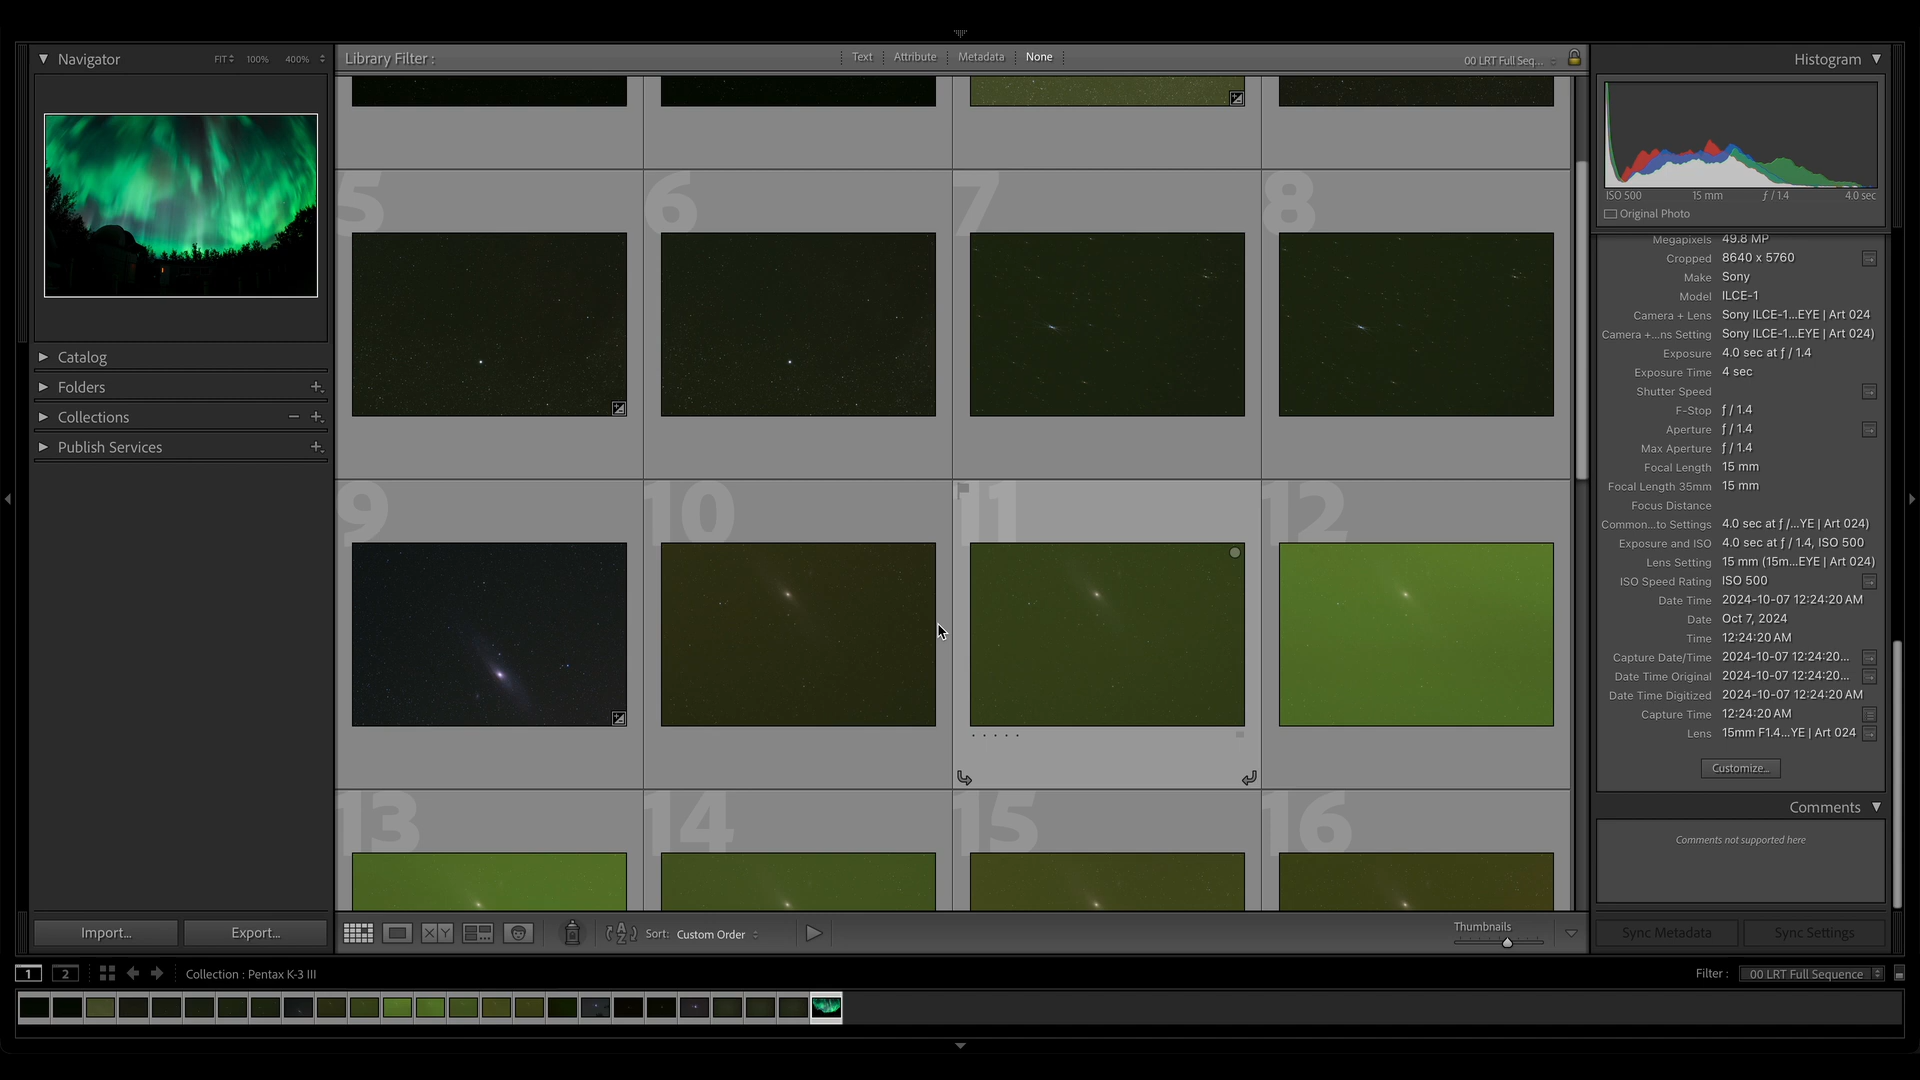 Navigator
FIT
100%
400%
Library Filter :
Text
Attribute
Metadata
None
00 LRT Full Seq...
Histogram
ISO 500
15 mm
ƒ / 1.4
4.0 sec
Original Photo
Catalog
Folders
Collections
Publish Services
5
6
7
8
9
10
11
12
13
14
15
16
Megapixels 49.8 MP
Cropped 8640 x 5760
Make Sony
Model ILCE-1
Camera + Lens Sony ILCE-1...EYE | Art 024
Camera +...ns Setting Sony ILCE-1...EYE | Art 024)
Exposure 4.0 sec at ƒ / 1.4
Exposure Time 4 sec
Shutter Speed
F-Stop ƒ / 1.4
Aperture ƒ / 1.4
Max Aperture ƒ / 1.4
Focal Length 15 mm
Focal Length 35mm 15 mm
Focus Distance
Common...to Settings 4.0 sec at ƒ /...YE | Art 024)
Exposure and ISO 4.0 sec at ƒ / 1.4, ISO 500
Lens Setting 15 mm (15m...EYE | Art 024)
ISO Speed Rating ISO 500
Date Time 2024-10-07 12:24:20 AM
Date Oct 7, 2024
Time 12:24:20 AM
Capture Date/Time 2024-10-07 12:24:20...
Date Time Original 2024-10-07 12:24:20...
Date Time Digitized 2024-10-07 12:24:20 AM
Capture Time 12:24:20 AM
Lens 15mm F1.4...YE | Art 024
Customize...
Comments
Comments not supported here
Import...
Export...
X Y
Sort: Custom Order
Thumbnails
Sync Metadata
Sync Settings
1
2
Collection : Pentax K-3 III
Filter :
00 LRT Full Sequence